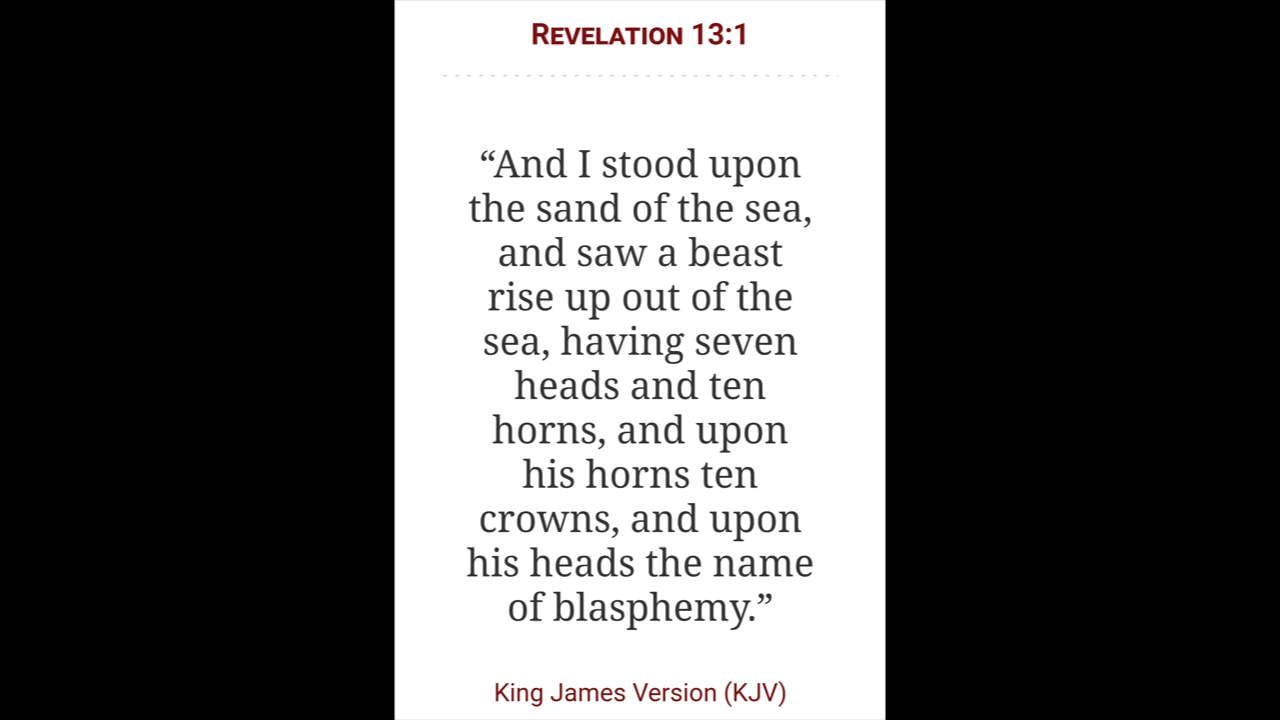 Revelation 13:1
“And I stood upon
the sand of the sea,
and saw a beast
rise up out of the
sea, having seven
heads and ten
horns, and upon
his horns ten
crowns, and upon
his heads the name
of blasphemy.”
King James Version (KJV)